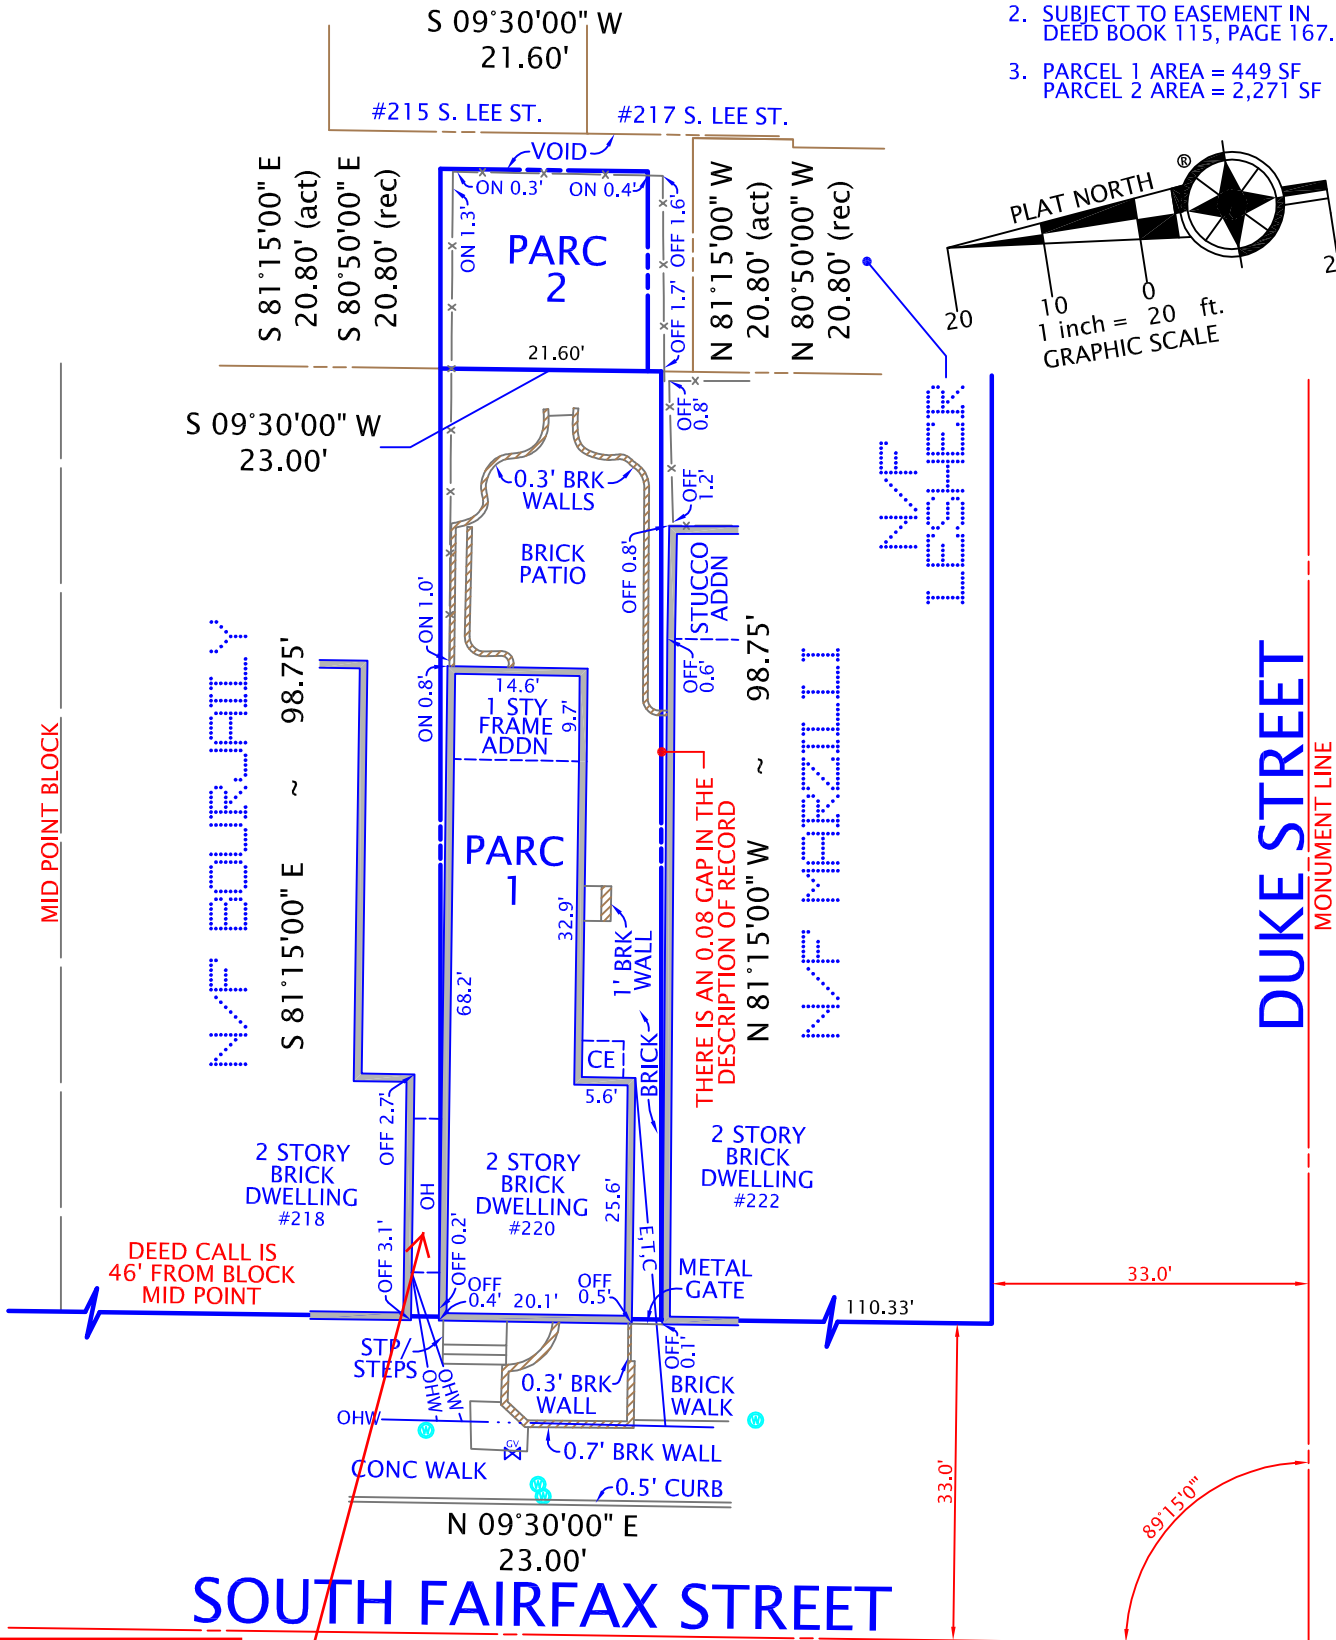 S 09°30'00" W
21.60'
2. SUBJECT TO EASEMENT IN
DEED BOOK 115, PAGE 167.
3. PARCEL 1 AREA = 449 SF
PARCEL 2 AREA = 2,271 SF
#215 S. LEE ST.
#217 S. LEE ST.
VOID
ON 0.3'
ON 0.4'
ON 1.3'
OFF 1.6'
OFF 1.7'
PARC
2
S 81°15'00" E
20.80' (act)
S 80°50'00" E
20.80' (rec)
N 81°15'00" W
20.80' (act)
N 80°50'00" W
20.80' (rec)
PLAT NORTH
®
20
10
0
2
1 inch = 20 ft.
GRAPHIC SCALE
21.60'
S 09°30'00" W
23.00'
OFF
0.8'
OFF
1.2'
0.3' BRK
WALLS
BRICK
PATIO
OFF 0.8'
STUCCO
ADDN
OFF
0.6'
N/F
LESHER
ON 1.0'
ON 0.8'
14.6'
1 STY
FRAME
ADDN
9.7'
MID POINT BLOCK
N/F BOURJAILY
S 81°15'00" E ~ 98.75'
PARC
1
32.9'
68.2'
1' BRK
WALL
BRICK
THERE IS AN 0.08 GAP IN THE
DESCRIPTION OF RECORD
N 81°15'00" W ~ 98.75'
N/F MARZILLI
DUKE STREET
MONUMENT LINE
CE
5.6'
OFF 2.7'
2 STORY
BRICK
DWELLING
#218
OH
2 STORY
BRICK
DWELLING
#220
25.6'
E,T,C
2 STORY
BRICK
DWELLING
#222
DEED CALL IS
46' FROM BLOCK
MID POINT
OFF 3.1'
OFF 0.2'
OFF
0.4'
20.1'
OFF
0.5'
METAL
GATE
OFF
0.1'
110.33'
33.0'
STP/
STEPS
OHW
OHW
OHW
0.3' BRK
WALL
BRICK
WALK
W
W
W
W
GV
0.7' BRK WALL
CONC WALK
0.5' CURB
33.0'
89°15'0"'
N 09°30'00" E
23.00'
SOUTH FAIRFAX STREET